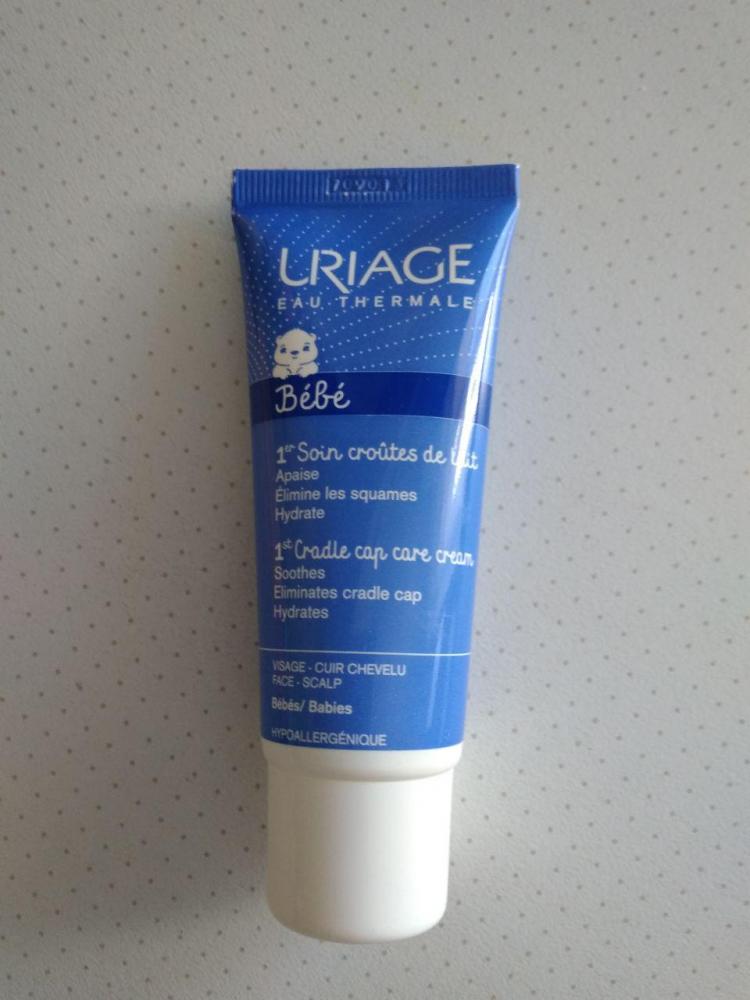 URIAGE
EAU THERMALE
Bébé
1er Soin croûtes de lait
Apaise
Élimine les squames
Hydrate
1st Cradle cap care cream
Soothes
Eliminates cradle cap
Hydrates
VISAGE - CUIR CHEVELU
FACE - SCALP
Bébés/ Babies
HYPOALLERGÉNIQUE